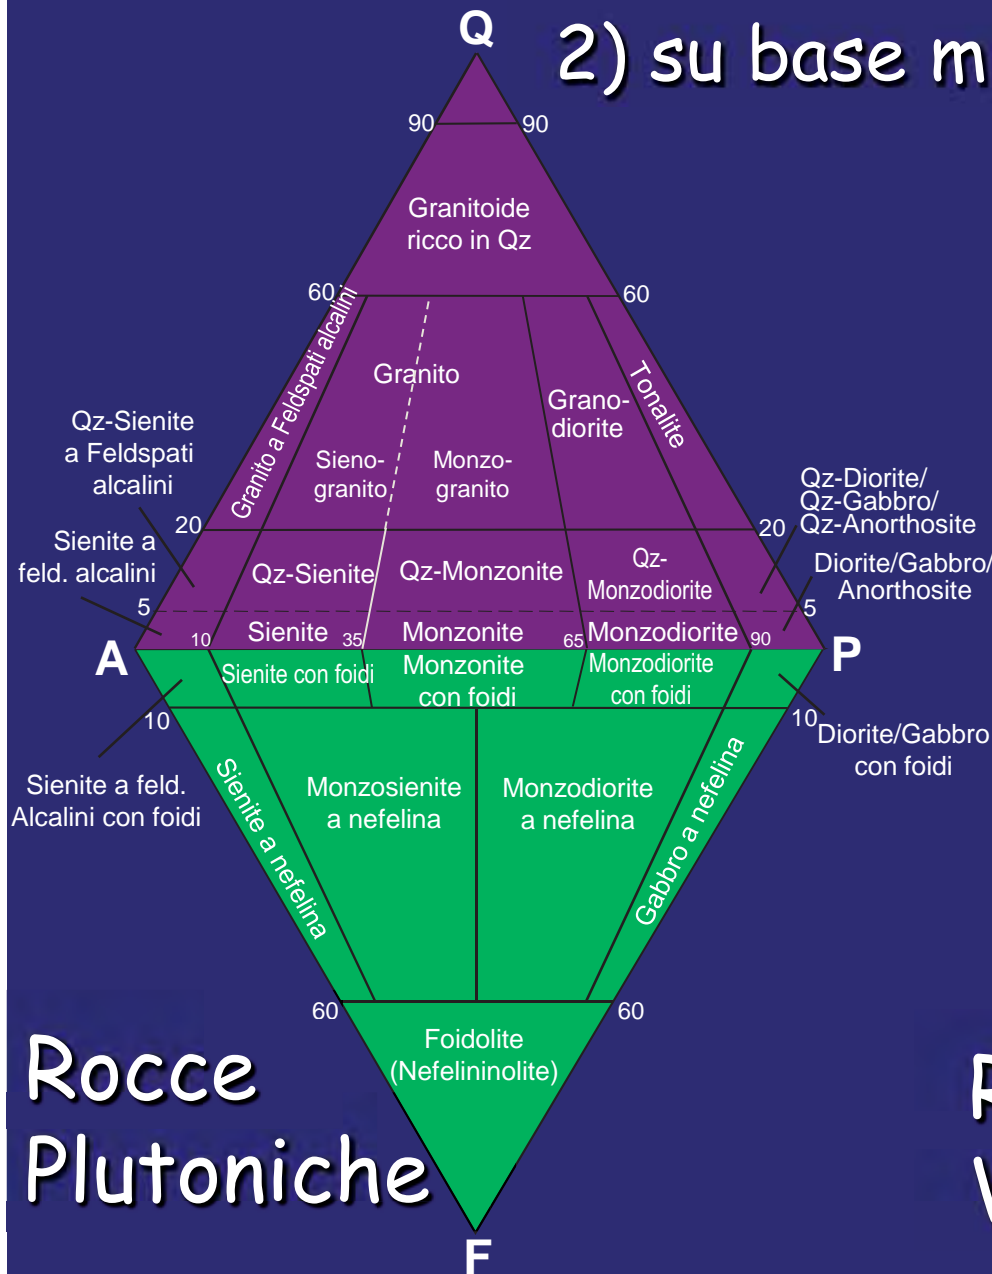 Q
2) su base m
90
90
Granitoide
ricco in Qz
60
60
Granito a Feldspati alcalini
Granito
Tonalite
Grano-
diorite
Qz-Sienite
a Feldspati
alcalini
Sieno-
granito
Monzo-
granito
Qz-Diorite/
Qz-Gabbro/
Qz-Anorthosite
20
20
Sienite a
feld. alcalini
Qz-Sienite
Qz-Monzonite
Qz-
Monzodiorite
Diorite/Gabbro/
Anorthosite
5
5
Sienite
Monzonite
Monzodiorite
10
35
65
90
A
P
Sienite con foidi
Monzonite
con foidi
Monzodiorite
con foidi
10
10
Diorite/Gabbro
con foidi
Sienite a feld.
Alcalini con foidi
Sienite a nefelina
Monzosienite
a nefelina
Monzodiorite
a nefelina
Gabbro a nefelina
60
60
Foidolite
(Nefelininolite)
Rocce
Plutoniche
F